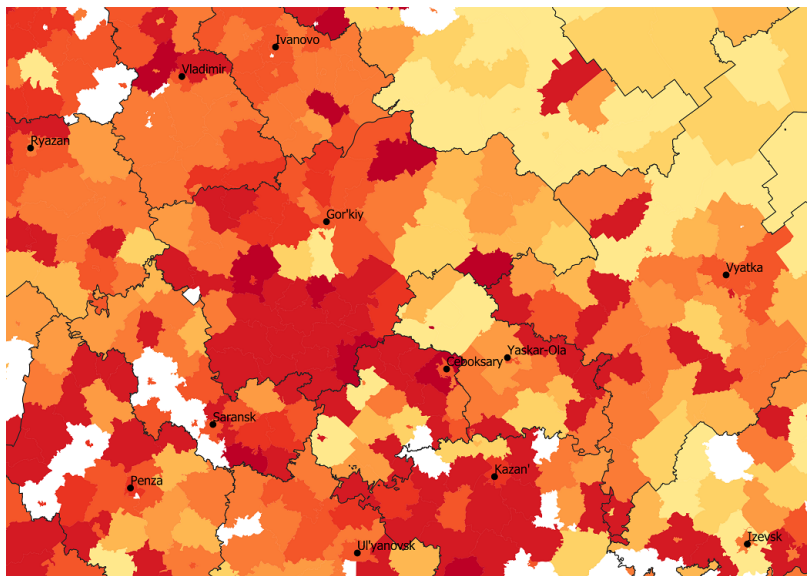 Ivanovo
Vladimir
Ryazan
Gor'kiy
Vyatka
Yaskar-Ola
Ceboksary
Saransk
Kazan'
Penza
Izevsk
Ul'yanovsk